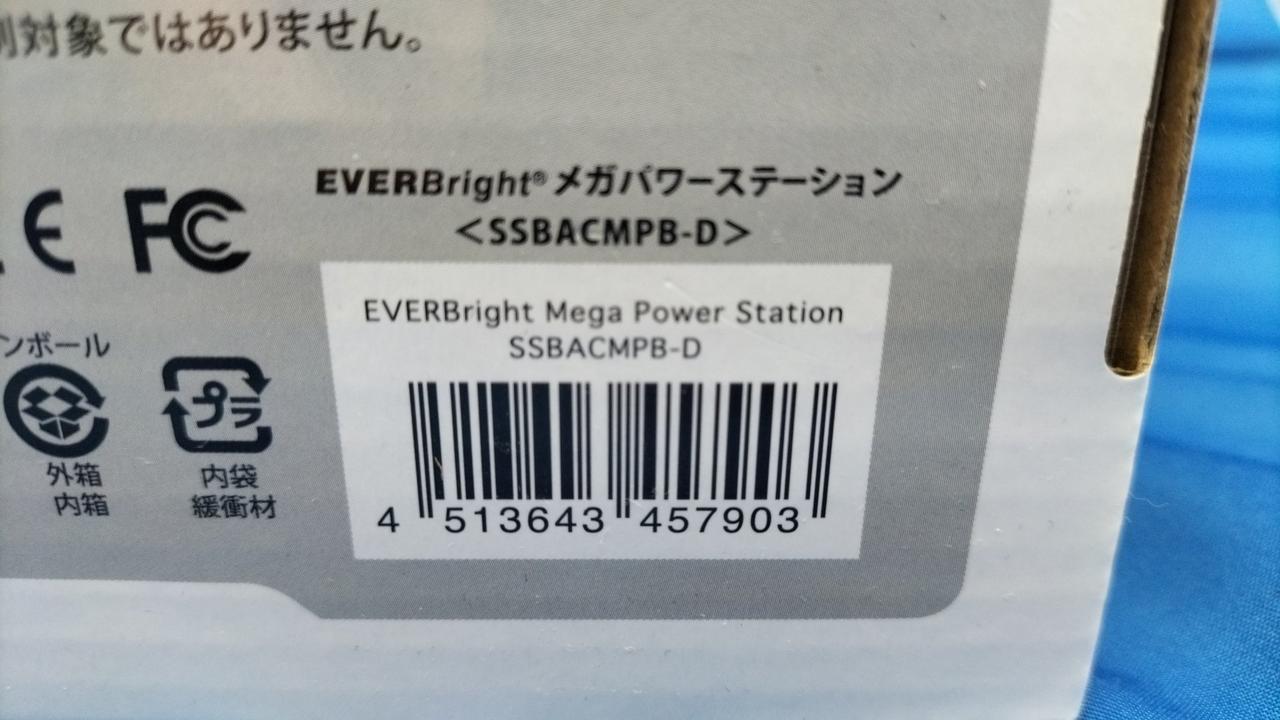 対象ではありません。
EVERBright® メガパワーステーション
<SSBACMPB-D>
CE FC
EVERBright Mega Power Station
SSBACMPB-D
4 513643 457903
ンボール
プラ
外箱
内箱
内袋
緩衝材